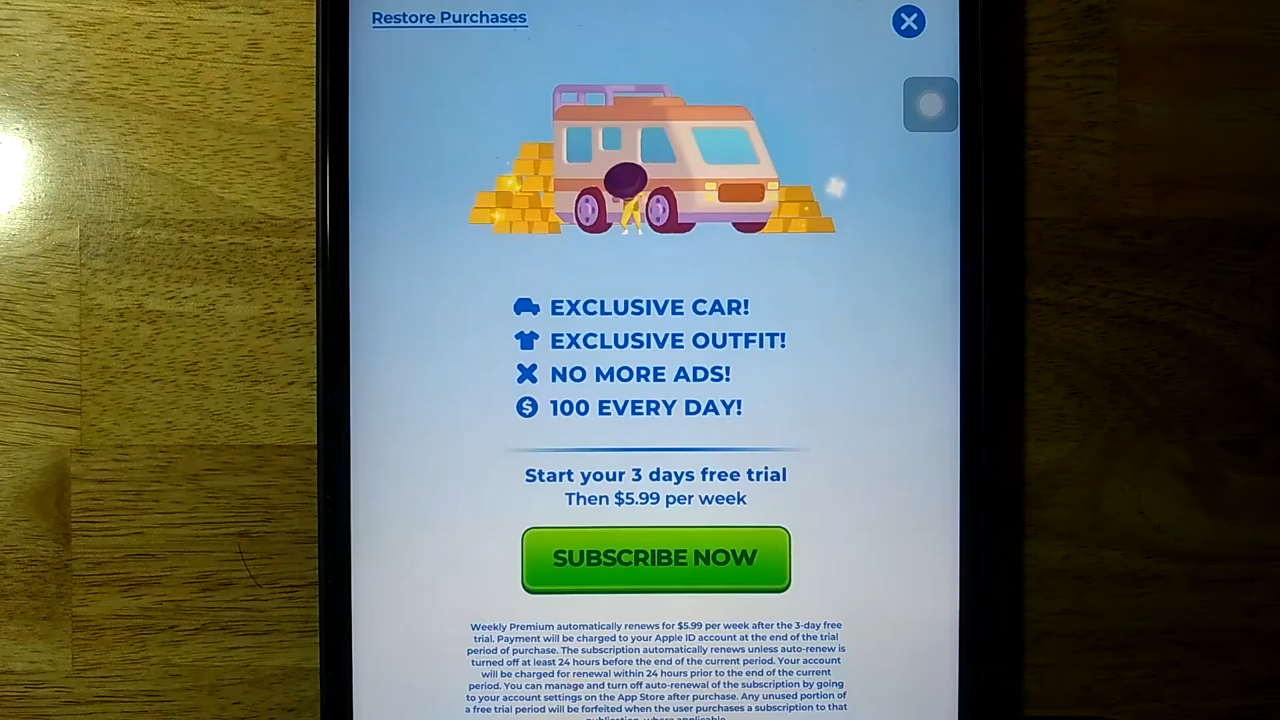 Restore Purchases
EXCLUSIVE CAR!
EXCLUSIVE OUTFIT!
NO MORE ADS!
100 EVERY DAY!
Start your 3 days free trial
Then $5.99 per week
SUBSCRIBE NOW
Weekly Premium automatically renews for $5.99 per week after the 3-day free
trial. Payment will be charged to your Apple ID account at the end of the trial
period of purchase. The subscription automatically renews unless auto-renew is
turned off at least 24 hours before the end of the current period. Your account
will be charged for renewal within 24 hours prior to the end of the current
period. You can manage and turn off auto-renewal of the subscription by going
to your account settings on the App Store after purchase. Any unused portion of
a free trial period will be forfeited when the user purchases a subscription to that
publication, where applicable